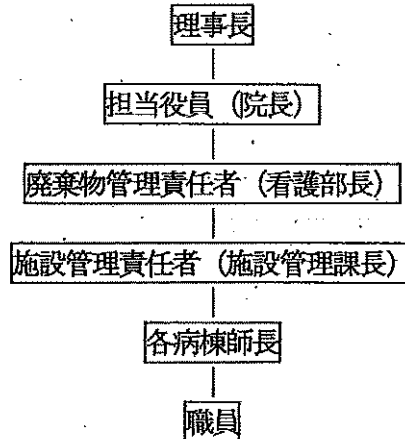 理事長
担当役員（院長）
廃棄物管理責任者（看護部長）
施設管理責任者（施設管理課長）
各病棟師長
職員